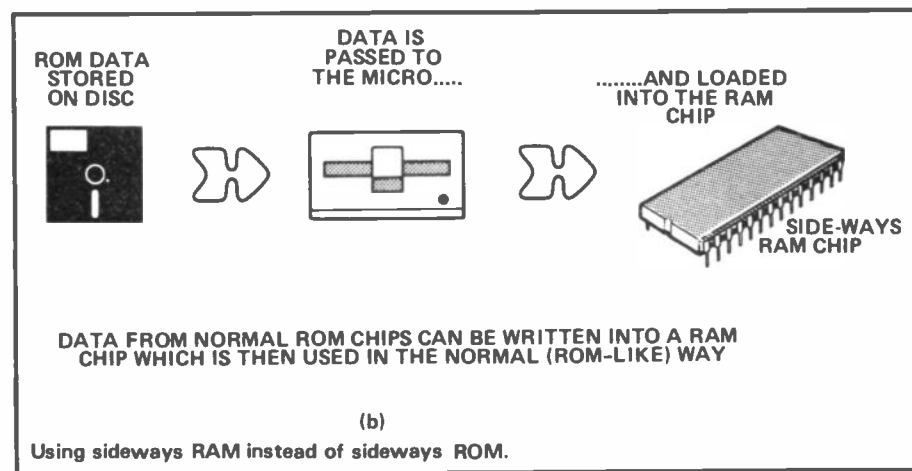 ROM DATA
STORED
ON DISC
DATA IS
PASSED TO
THE MICRO.....
........AND LOADED
INTO THE RAM
CHIP
SIDE-WAYS
RAM CHIP
DATA FROM NORMAL ROM CHIPS CAN BE WRITTEN INTO A RAM
CHIP WHICH IS THEN USED IN THE NORMAL (ROM-LIKE) WAY
(b)
Using sideways RAM instead of sideways ROM.